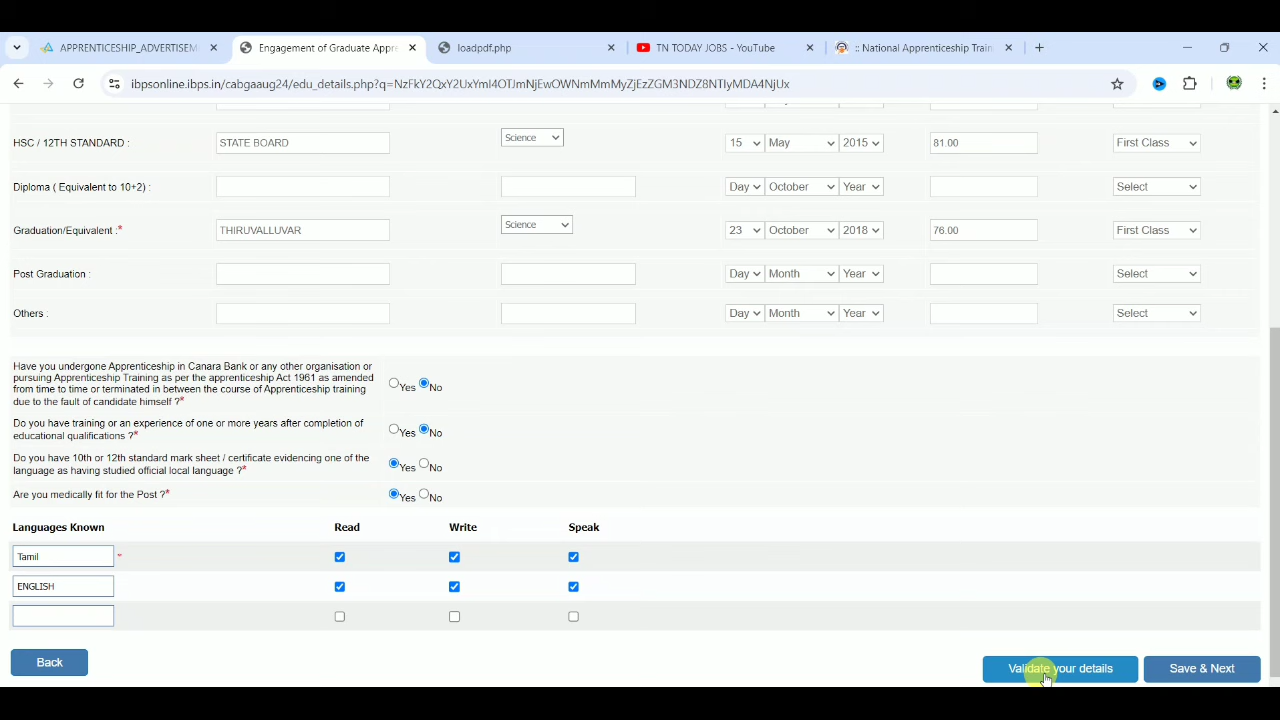 APPRENTICESHIP_ADVERTISEM
Engagement of Graduate Appre
loadpdf.php
TN TODAY JOBS - YouTube
:: National Apprenticeship Train
HSC / 12TH STANDARD :
STATE BOARD
Science
15 May 2015
81.00
First Class
Diploma ( Equivalent to 10+2) :
Day October Year
Select
Graduation/Equivalent :*
THIRUVALLUVAR
Science
23 October 2018
76.00
First Class
Post Graduation :
Day Month Year
Select
Others :
Day Month Year
Select
Have you undergone Apprenticeship in Canara Bank or any other organisation or
pursuing Apprenticeship Training as per the apprenticeship Act 1961 as amended
from time to time or terminated in between the course of Apprenticeship training
due to the fault of candidate himself ?*
Yes No
Do you have training or an experience of one or more years after completion of
educational qualifications ?*
Yes No
Do you have 10th or 12th standard mark sheet / certificate evidencing one of the
language as having studied official local language ?*
Yes No
Are you medically fit for the Post ?*
Yes No
Languages Known Read Write Speak
Tamil *
ENGLISH
Back
Validate your details
Save & Next